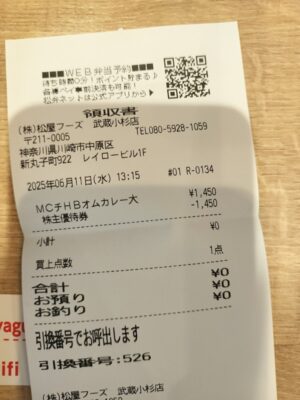 ■■■ＷＥＢ弁当予約■■■
待ち時間0分！ポイント貯まる♪
各種ペイ事前決済も可能！
松弁ネットは公式アプリから▶
領収書
(株)松屋フーズ 武蔵小杉店
〒211-0005 TEL080-5928-1059
神奈川県川崎市中原区
新丸子町922 レイロービル1F
2025年06月11日(水) 13:15 #01 R-0134
ＭＣチＨＢオムカレー大 ¥1,450
株主優待券 -1,450
小計 ¥0
買上点数 1点
合計 ¥0
お預り ¥0
お釣り ¥0
引換番号でお呼出します
引換番号:526
(株)松屋フーズ 武蔵小杉店
ifi